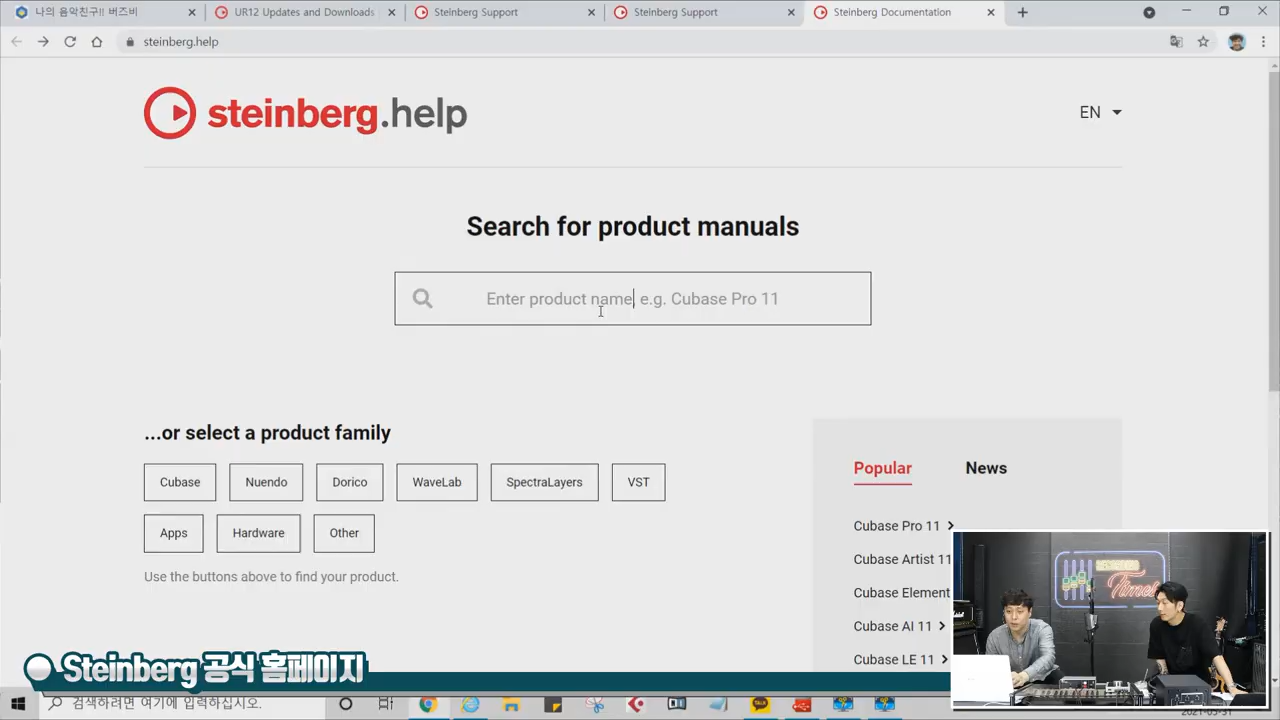 나의 음악친구!! 버즈비
UR12 Updates and Downloads
Steinberg Support
Steinberg Support
Steinberg Documentation
steinberg.help
steinberg.help
EN
Search for product manuals
Enter product name, e.g. Cubase Pro 11
...or select a product family
Cubase
Nuendo
Dorico
WaveLab
SpectraLayers
VST
Apps
Hardware
Other
Use the buttons above to find your product.
Popular
News
Cubase Pro 11
Cubase Artist 11
Cubase Element
Cubase AI 11
Cubase LE 11
Times
Steinberg 공식 홈페이지
검색하려면 여기에 입력하십시오.
2021-03-31